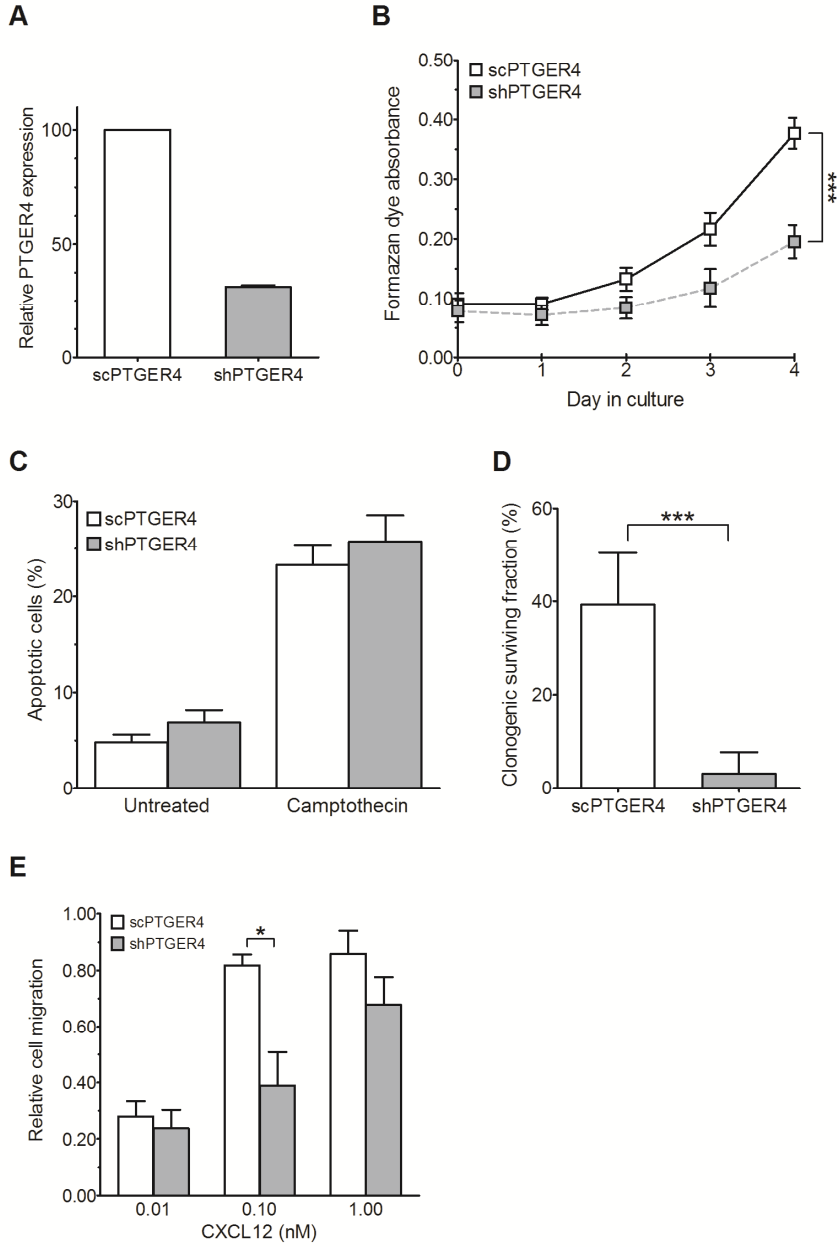 A
Relative PTGER4 expression
100
50
0
scPTGER4
shPTGER4
B
Formazan dye absorbance
0.50
0.40
0.30
0.20
0.10
0.00
scPTGER4
shPTGER4
***
0 1 2 3 4
Day in culture
C
Apoptotic cells (%)
30
20
10
0
scPTGER4
shPTGER4
Untreated
Camptothecin
D
Clonogenic surviving fraction (%)
60
40
20
0
***
scPTGER4
shPTGER4
E
Relative cell migration
1.00
0.80
0.60
0.40
0.20
0.00
scPTGER4
shPTGER4
*
0.01 0.10 1.00
CXCL12 (nM)